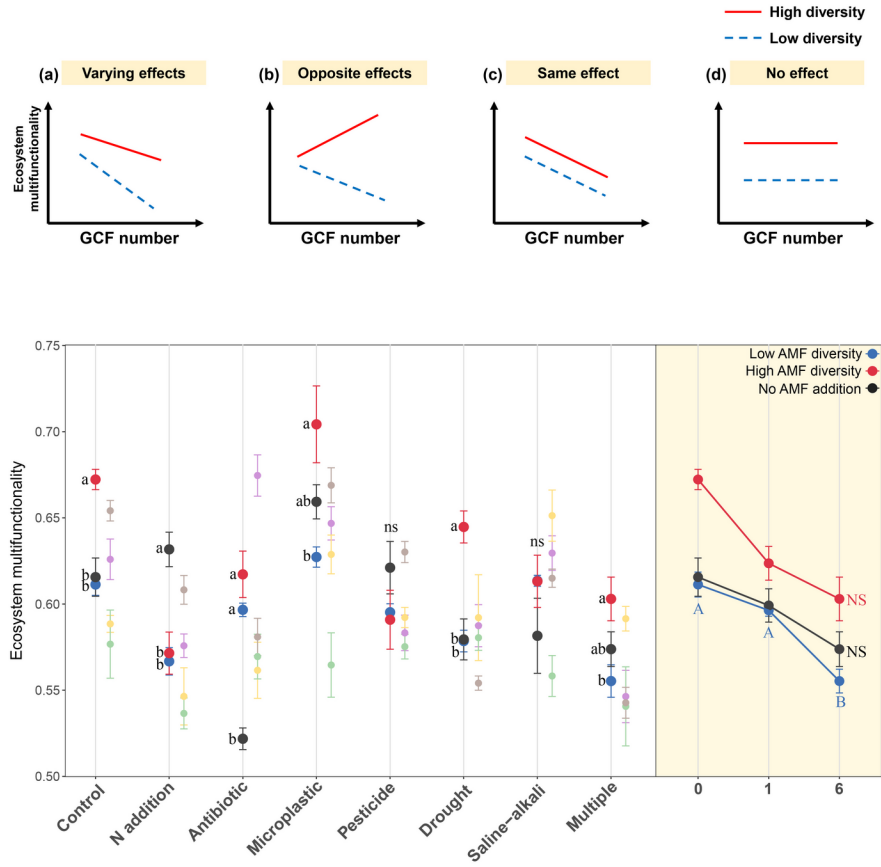 High diversity
Low diversity
(a) Varying effects
(b) Opposite effects
(c) Same effect
(d) No effect
Ecosystem
multifunctionality
GCF number
GCF number
GCF number
GCF number
0.75
0.70
0.65
0.60
0.55
0.50
Ecosystem multifunctionality
Low AMF diversity
High AMF diversity
No AMF addition
a
b
b
a
b
b
a
a
b
a
ab
b
ns
a
b
b
ns
a
ab
b
A
A
NS
NS
B
Control
N addition
Antibiotic
Microplastic
Pesticide
Drought
Saline−alkali
Multiple
0
1
6